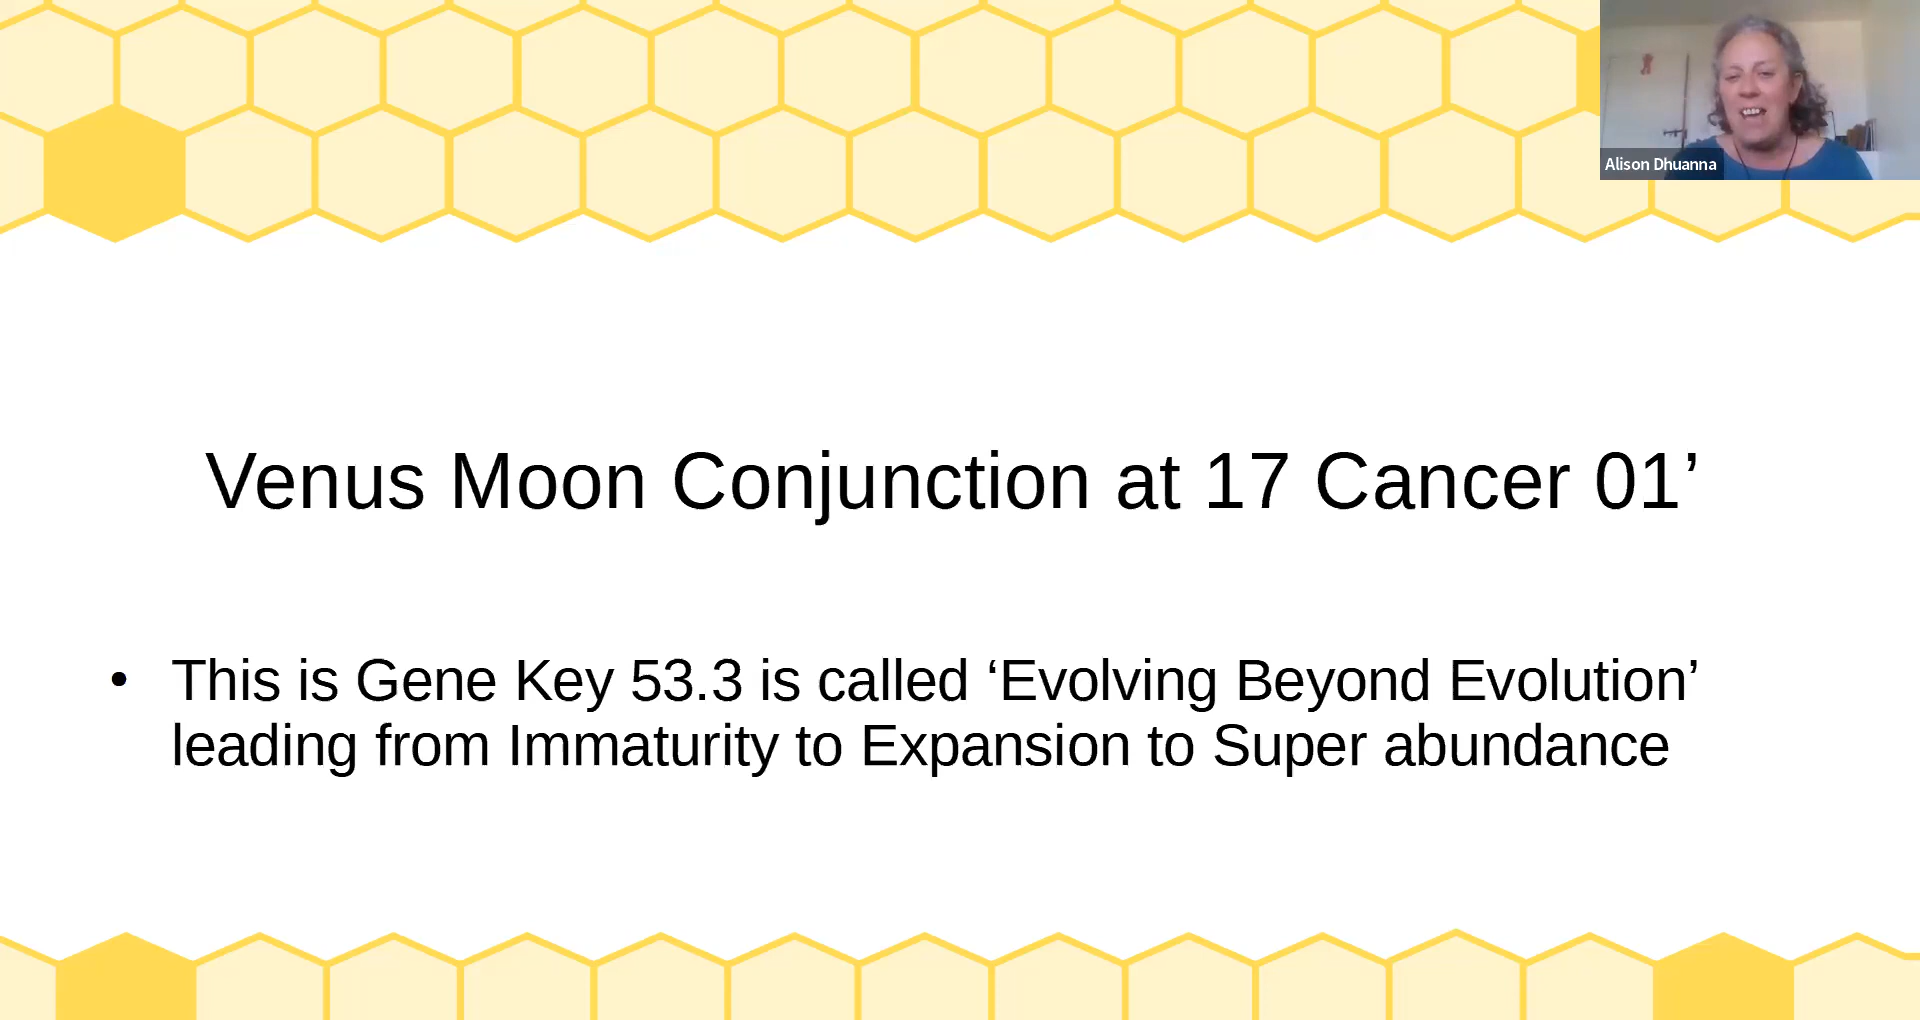 Alison Dhuanna
Venus Moon Conjunction at 17 Cancer 01’
• This is Gene Key 53.3 is called ‘Evolving Beyond Evolution’
leading from Immaturity to Expansion to Super abundance